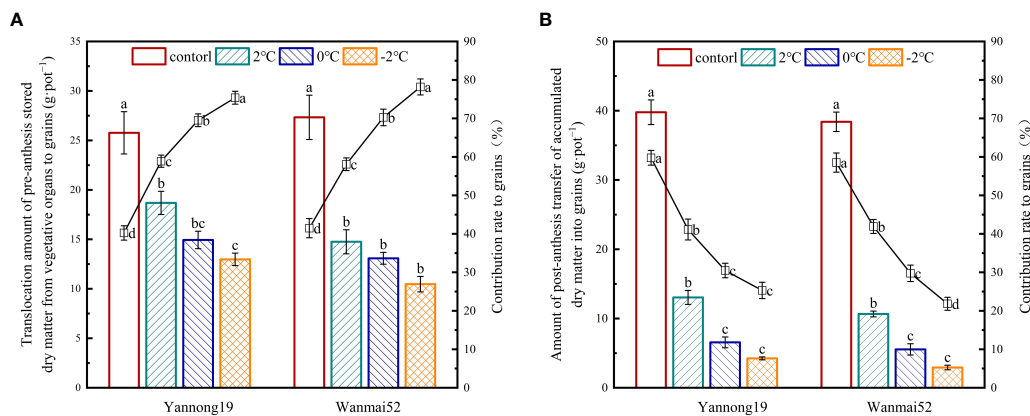 A
contorl 2℃ 0℃ -2℃
Translocation amount of pre-anthesis stored
dry matter from vegetative organs to grains (g·pot⁻¹)
35
30
25
20
15
10
5
0
a
b
bc
c
d
c
b
a
a
b
b
b
d
c
b
a
90
80
70
60
50
40
30
20
10
0
Contribution rate to grains（%）
Yannong19 Wanmai52
B
contorl 2℃ 0℃ -2℃
Amount of post-anthesis transfer of accumulated
dry matter into grains (g·pot⁻¹)
50
40
30
20
10
0
a
b
c
c
a
b
c
c
a
b
c
c
a
b
c
d
90
80
70
60
50
40
30
20
10
0
Contribution rate to grains（%）
Yannong19 Wanmai52